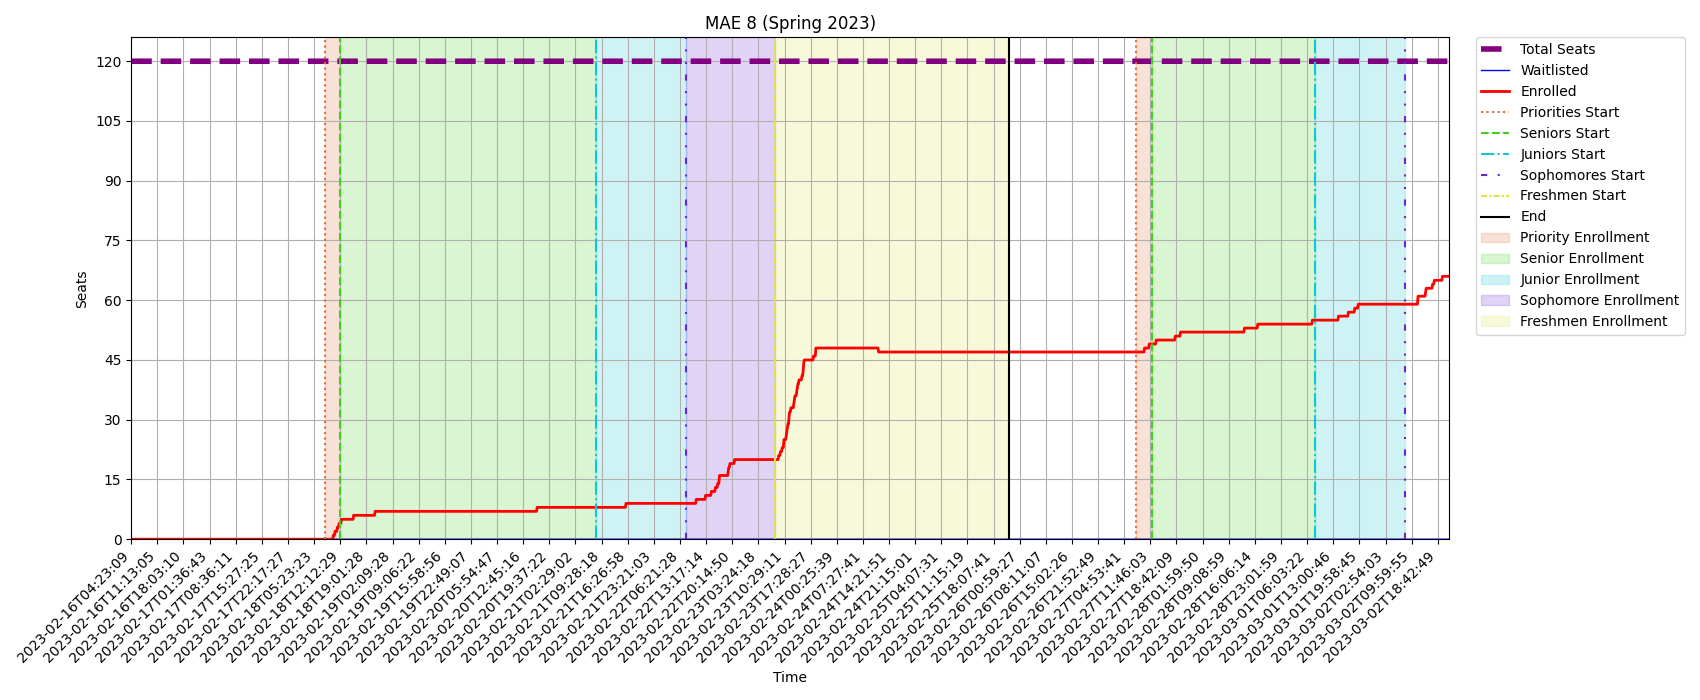 MAE 8 (Spring 2023)
120
105
90
75
60
45
30
15
0
Seats
2023-02-16T04:23:09
2023-02-16T11:13:05
2023-02-16T18:03:10
2023-02-17T01:36:43
2023-02-17T08:36:11
2023-02-17T15:27:25
2023-02-17T22:17:27
2023-02-18T05:23:23
2023-02-18T12:12:29
2023-02-18T19:01:28
2023-02-19T02:09:28
2023-02-19T09:06:22
2023-02-19T15:58:56
2023-02-19T22:49:07
2023-02-20T05:54:47
2023-02-20T12:45:16
2023-02-20T19:37:22
2023-02-21T02:29:02
2023-02-21T09:28:18
2023-02-21T16:26:58
2023-02-21T23:21:03
2023-02-22T06:21:28
2023-02-22T13:17:14
2023-02-22T20:14:50
2023-02-23T03:24:18
2023-02-23T10:29:11
2023-02-23T17:28:27
2023-02-24T00:25:39
2023-02-24T07:27:41
2023-02-24T14:21:51
2023-02-24T21:15:01
2023-02-25T04:07:31
2023-02-25T11:15:19
2023-02-25T18:07:41
2023-02-26T00:59:27
2023-02-26T08:11:07
2023-02-26T15:02:26
2023-02-26T21:52:49
2023-02-27T04:53:41
2023-02-27T11:46:03
2023-02-27T18:42:09
2023-02-28T01:59:50
2023-02-28T09:08:59
2023-02-28T16:06:14
2023-02-28T23:01:59
2023-03-01T06:03:22
2023-03-01T13:00:46
2023-03-01T19:58:45
2023-03-02T02:54:03
2023-03-02T09:59:55
2023-03-02T18:42:49
Time
Total Seats
Waitlisted
Enrolled
Priorities Start
Seniors Start
Juniors Start
Sophomores Start
Freshmen Start
End
Priority Enrollment
Senior Enrollment
Junior Enrollment
Sophomore Enrollment
Freshmen Enrollment